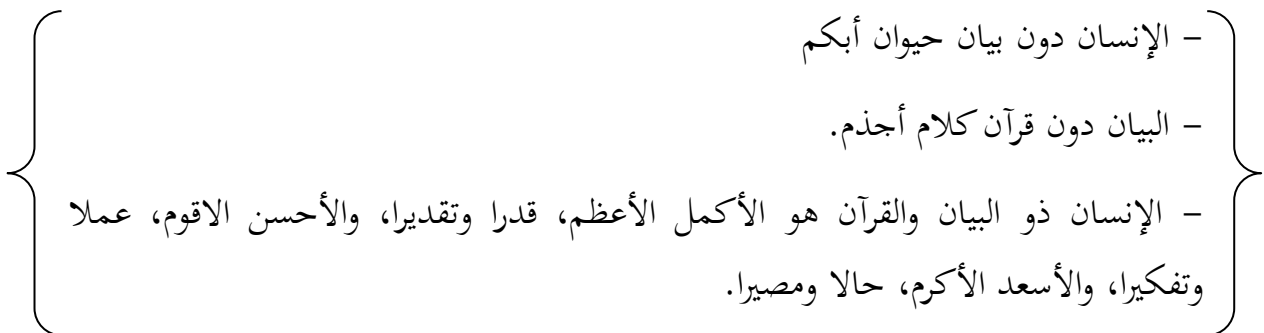 – الإنسان دون بيان حيوان أبكم
– البيان دون قرآن كلام أجذم.
– الإنسان ذو البيان والقرآن هو الأكمل الأعظم، قدرا وتقديرا، والأحسن الاقوم، عملا
وتفكيرا، والأسعد الأكرم، حالا ومصيرا.